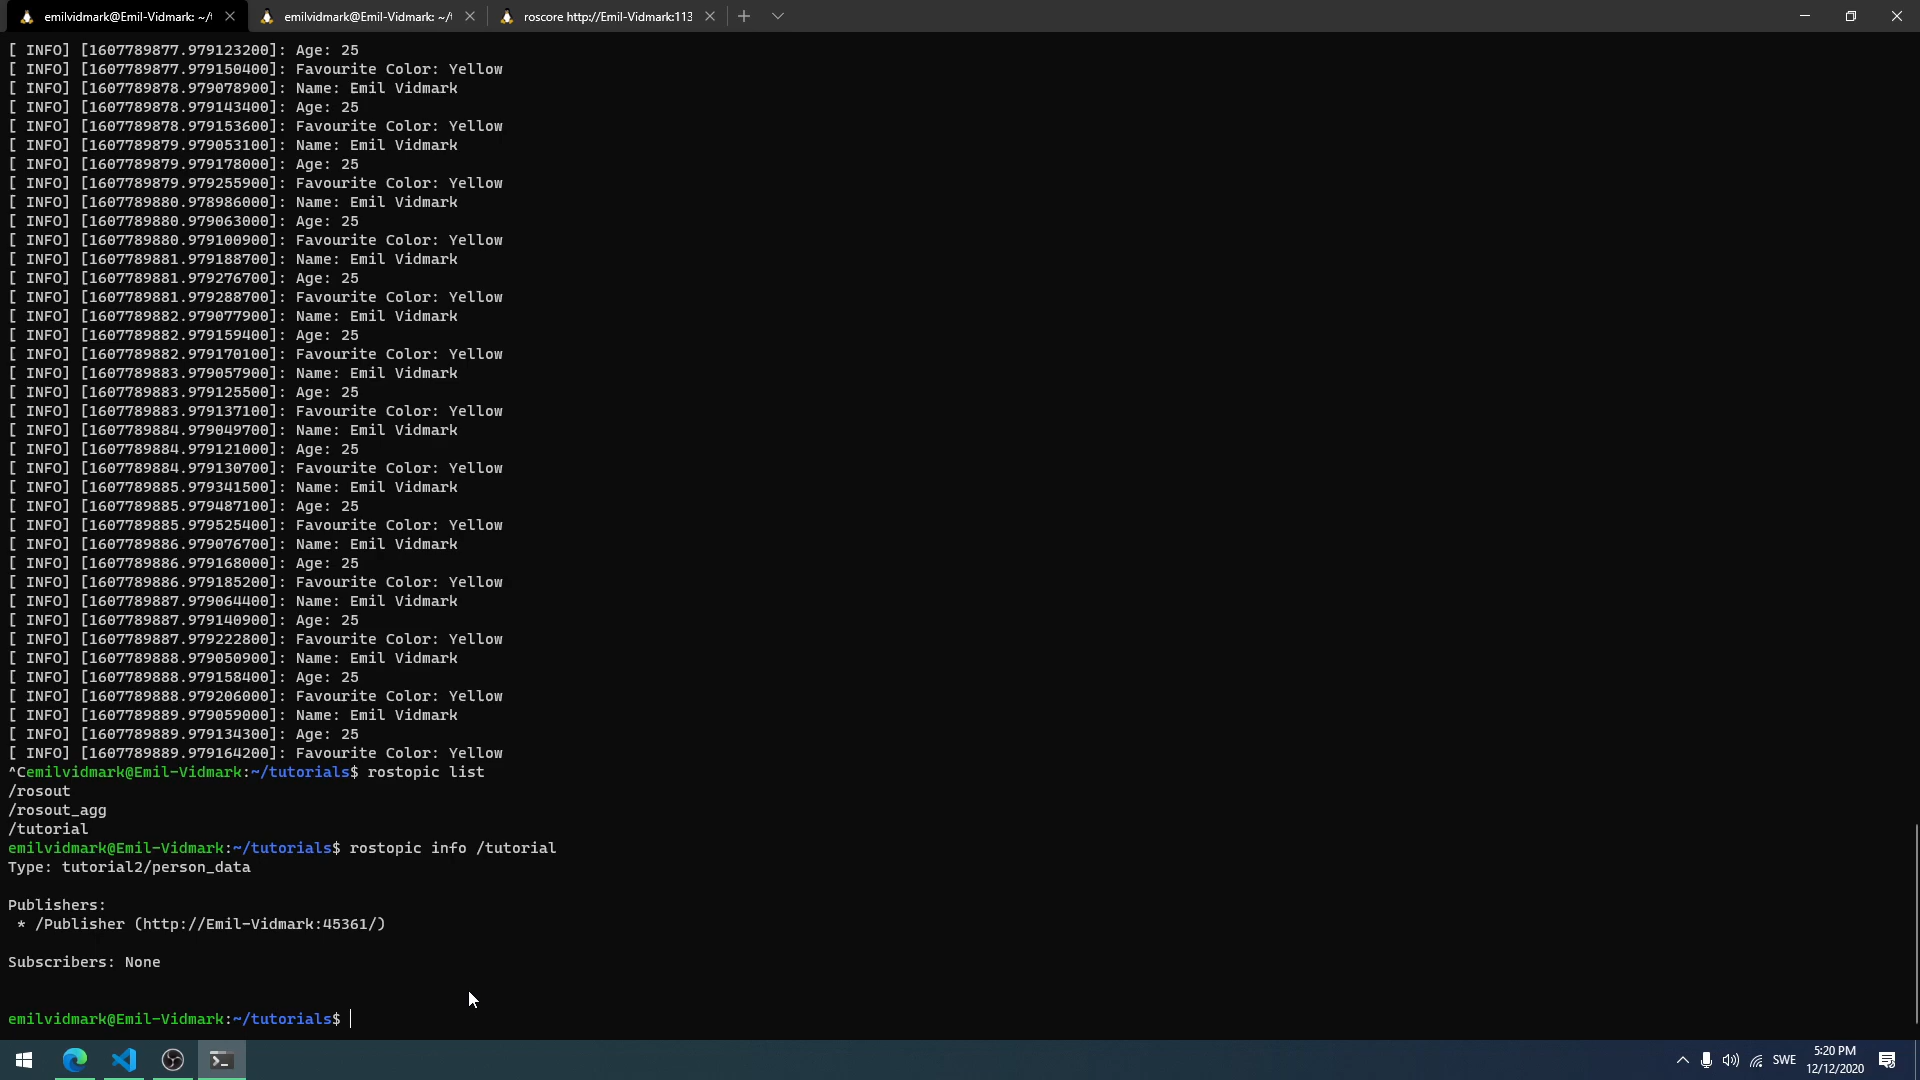 emilvidmark@Emil-Vidmark: ~/t
emilvidmark@Emil-Vidmark: ~/t
roscore http://Emil-Vidmark:113
[ INFO] [1607789877.979123200]: Age: 25
[ INFO] [1607789877.979150400]: Favourite Color: Yellow
[ INFO] [1607789878.979078900]: Name: Emil Vidmark
[ INFO] [1607789878.979143400]: Age: 25
[ INFO] [1607789878.979153600]: Favourite Color: Yellow
[ INFO] [1607789879.979053100]: Name: Emil Vidmark
[ INFO] [1607789879.979178000]: Age: 25
[ INFO] [1607789879.979255900]: Favourite Color: Yellow
[ INFO] [1607789880.978986000]: Name: Emil Vidmark
[ INFO] [1607789880.979063000]: Age: 25
[ INFO] [1607789880.979100900]: Favourite Color: Yellow
[ INFO] [1607789881.979188700]: Name: Emil Vidmark
[ INFO] [1607789881.979276700]: Age: 25
[ INFO] [1607789881.979288700]: Favourite Color: Yellow
[ INFO] [1607789882.979077900]: Name: Emil Vidmark
[ INFO] [1607789882.979159400]: Age: 25
[ INFO] [1607789882.979170100]: Favourite Color: Yellow
[ INFO] [1607789883.979057900]: Name: Emil Vidmark
[ INFO] [1607789883.979125500]: Age: 25
[ INFO] [1607789883.979137100]: Favourite Color: Yellow
[ INFO] [1607789884.979049700]: Name: Emil Vidmark
[ INFO] [1607789884.979121000]: Age: 25
[ INFO] [1607789884.979130700]: Favourite Color: Yellow
[ INFO] [1607789885.979341500]: Name: Emil Vidmark
[ INFO] [1607789885.979487100]: Age: 25
[ INFO] [1607789885.979525400]: Favourite Color: Yellow
[ INFO] [1607789886.979076700]: Name: Emil Vidmark
[ INFO] [1607789886.979168000]: Age: 25
[ INFO] [1607789886.979185200]: Favourite Color: Yellow
[ INFO] [1607789887.979064400]: Name: Emil Vidmark
[ INFO] [1607789887.979140900]: Age: 25
[ INFO] [1607789887.979222800]: Favourite Color: Yellow
[ INFO] [1607789888.979050900]: Name: Emil Vidmark
[ INFO] [1607789888.979158400]: Age: 25
[ INFO] [1607789888.979206000]: Favourite Color: Yellow
[ INFO] [1607789889.979059000]: Name: Emil Vidmark
[ INFO] [1607789889.979134300]: Age: 25
[ INFO] [1607789889.979164200]: Favourite Color: Yellow
^Cemilvidmark@Emil-Vidmark:~/tutorials$ rostopic list
/rosout
/rosout_agg
/tutorial
emilvidmark@Emil-Vidmark:~/tutorials$ rostopic info /tutorial
Type: tutorial2/person_data
Publishers:
* /Publisher (http://Emil-Vidmark:45361/)
Subscribers: None
emilvidmark@Emil-Vidmark:~/tutorials$
SWE
5:20 PM
12/12/2020